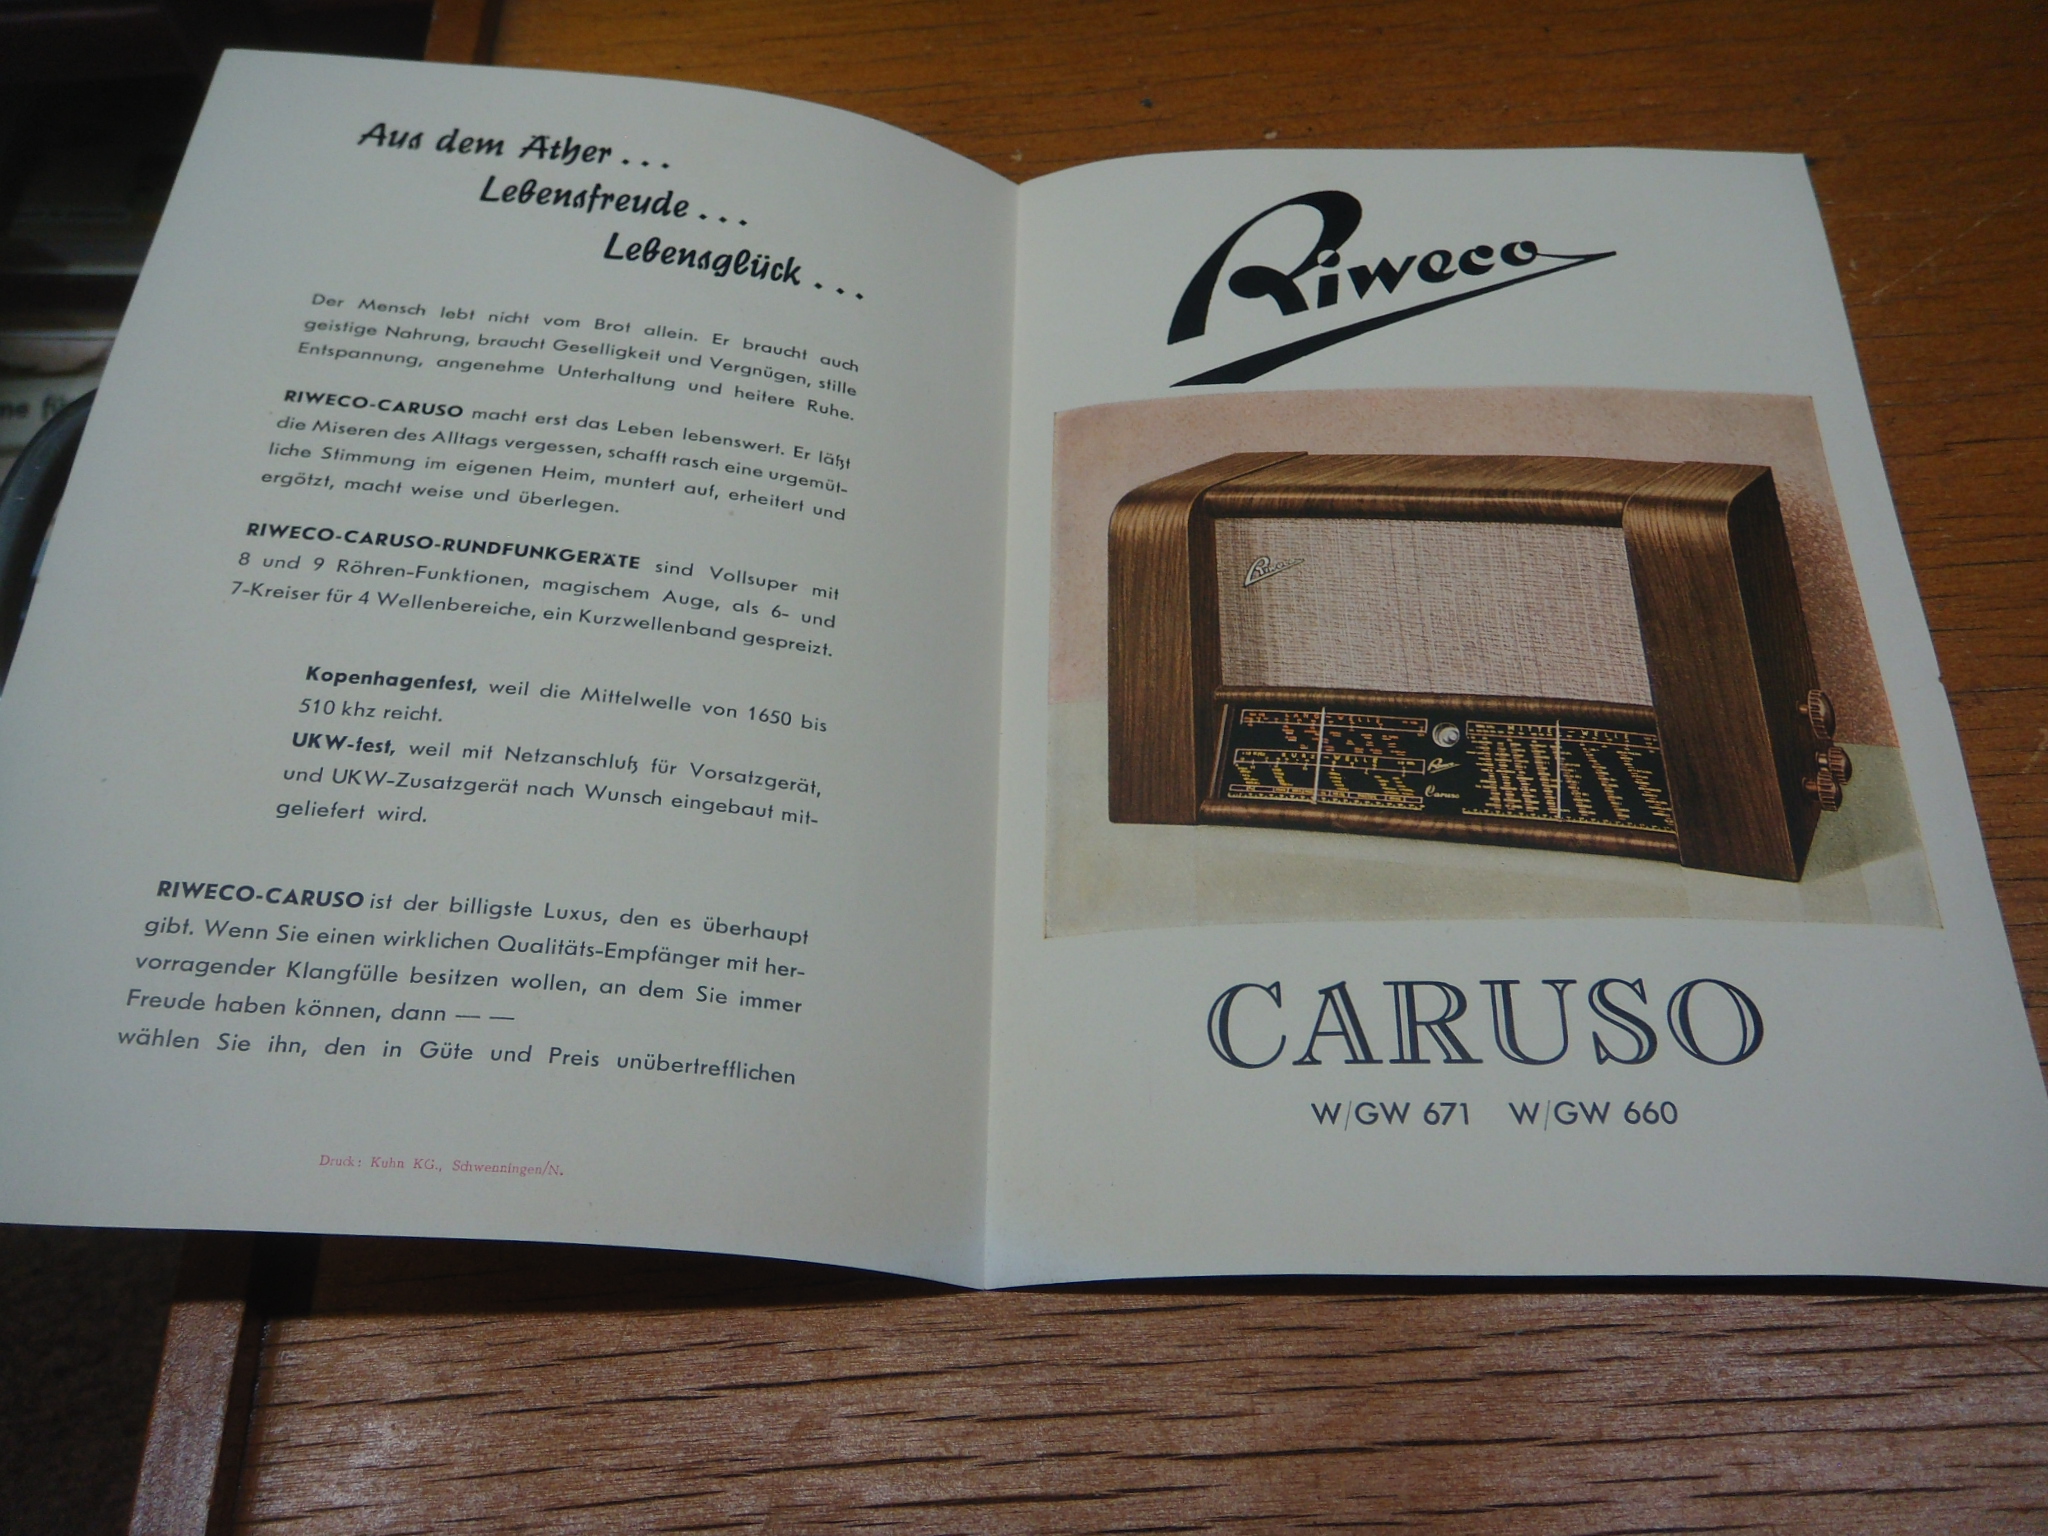 Aus dem Äther . . .
Lebensfreude . . .
Lebensglück . . .
Der Mensch lebt nicht vom Brot allein. Er braucht auch
geistige Nahrung, braucht Geselligkeit und Vergnügen, stille
Entspannung, angenehme Unterhaltung und heitere Ruhe.
RIWECO-CARUSO macht erst das Leben lebenswert. Er läßt
die Miseren des Alltags vergessen, schafft rasch eine urgemüt-
liche Stimmung im eigenen Heim, muntert auf, erheitert und
ergötzt, macht weise und überlegen.
RIWECO-CARUSO-RUNDFUNKGERÄTE sind Vollsuper mit
8 und 9 Röhren-Funktionen, magischem Auge, als 6- und
7-Kreiser für 4 Wellenbereiche, ein Kurzwellenband gespreizt.
Kopenhagenfest, weil die Mittelwelle von 1650 bis
510 khz reicht.
UKW-fest, weil mit Netzanschluß für Vorsatzgerät,
und UKW-Zusatzgerät nach Wunsch eingebaut mit-
geliefert wird.
RIWECO-CARUSO ist der billigste Luxus, den es überhaupt
gibt. Wenn Sie einen wirklichen Qualitäts-Empfänger mit her-
vorragender Klangfülle besitzen wollen, an dem Sie immer
Freude haben können, dann — —
wählen Sie ihn, den in Güte und Preis unübertrefflichen
Druck: Kuhn KG., Schwenningen/N.
Riweco
Riweco
LANGWELLE
MITTELWELLE
KURZWELLE
Riweco
Caruso
CARUSO
W/GW 671 W/GW 660